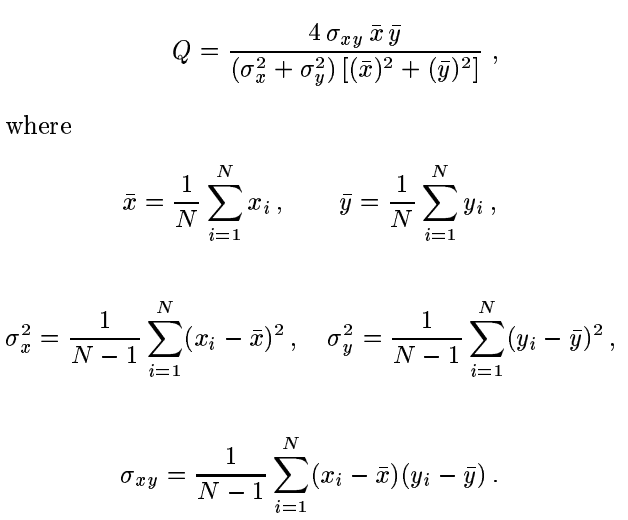 Q = \frac{4 \sigma_{xy} \bar{x} \bar{y}}{(\sigma_x^2 + \sigma_y^2) [(\bar{x})^2 + (\bar{y})^2]} ,
where
\bar{x} = \frac{1}{N} \sum_{i=1}^{N} x_i , \bar{y} = \frac{1}{N} \sum_{i=1}^{N} y_i ,
\sigma_x^2 = \frac{1}{N-1} \sum_{i=1}^{N} (x_i - \bar{x})^2 , \sigma_y^2 = \frac{1}{N-1} \sum_{i=1}^{N} (y_i - \bar{y})^2 ,
\sigma_{xy} = \frac{1}{N-1} \sum_{i=1}^{N} (x_i - \bar{x})(y_i - \bar{y}) .